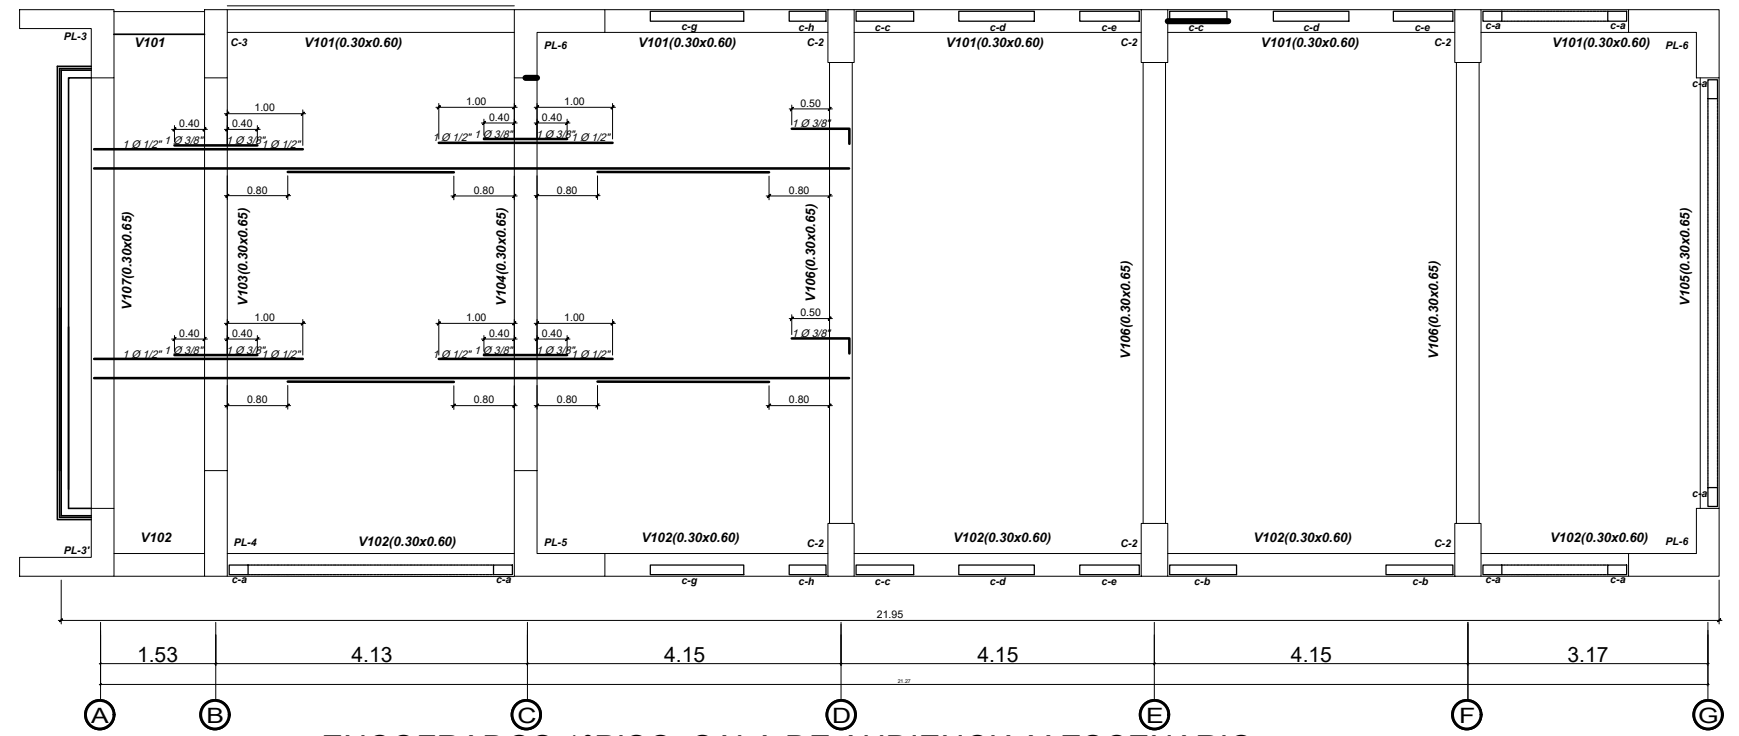 c-g c-h c-c c-d c-e c-c c-d c-e c-a c-a
PL-3 V101 C-3 V101(0.30x0.60) PL-6 V101(0.30x0.60) C-2 V101(0.30x0.60) C-2 V101(0.30x0.60) C-2 V101(0.30x0.60) PL-6
c-a
1.00 1.00 1.00 0.50
0.40 0.40 0.40 0.40
1 Ø 1/2" 1 Ø 3/8" 1 Ø 3/8" 1 Ø 1/2" 1 Ø 1/2" 1 Ø 3/8" 1 Ø 3/8" 1 Ø 1/2" 1 Ø 3/8"
0.80 0.80 0.80 0.80
V107(0.30x0.65)
V103(0.30x0.65)
V104(0.30x0.65)
V106(0.30x0.65)
V106(0.30x0.65)
V106(0.30x0.65)
V105(0.30x0.65)
1.00 1.00 1.00 0.50
0.40 0.40 0.40 0.40
1 Ø 1/2" 1 Ø 3/8" 1 Ø 3/8" 1 Ø 1/2" 1 Ø 1/2" 1 Ø 3/8" 1 Ø 3/8" 1 Ø 1/2" 1 Ø 3/8"
0.80 0.80 0.80 0.80
c-a
PL-3' V102 PL-4 V102(0.30x0.60) PL-5 V102(0.30x0.60) C-2 V102(0.30x0.60) C-2 V102(0.30x0.60) C-2 V102(0.30x0.60) PL-6
c-a c-a c-g c-h c-c c-d c-e c-b c-b c-a c-a
21.95
1.53 4.13 4.15 4.15 4.15 3.17
21.27
A B C D E F G